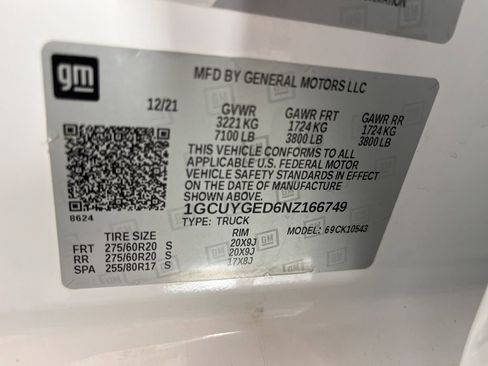 gm
MFD BY GENERAL MOTORS LLC
12/21 GVWR GAWR FRT GAWR RR
3221 KG 1724 KG 1724 KG
7100 LB 3800 LB 3800 LB
THIS VEHICLE CONFORMS TO ALL
APPLICABLE U.S. FEDERAL MOTOR
VEHICLE SAFETY STANDARDS IN EFFECT
ON THE DATE OF MANUFACTURE
SHOWN ABOVE.
8624 1GCUYGED6NZ166749
TYPE: TRUCK MODEL: 69CK10543
TIRE SIZE RIM
FRT 275/60R20 S 20X9J
RR 275/60R20 S 20X9J
SPA 255/80R17 S 17X8J